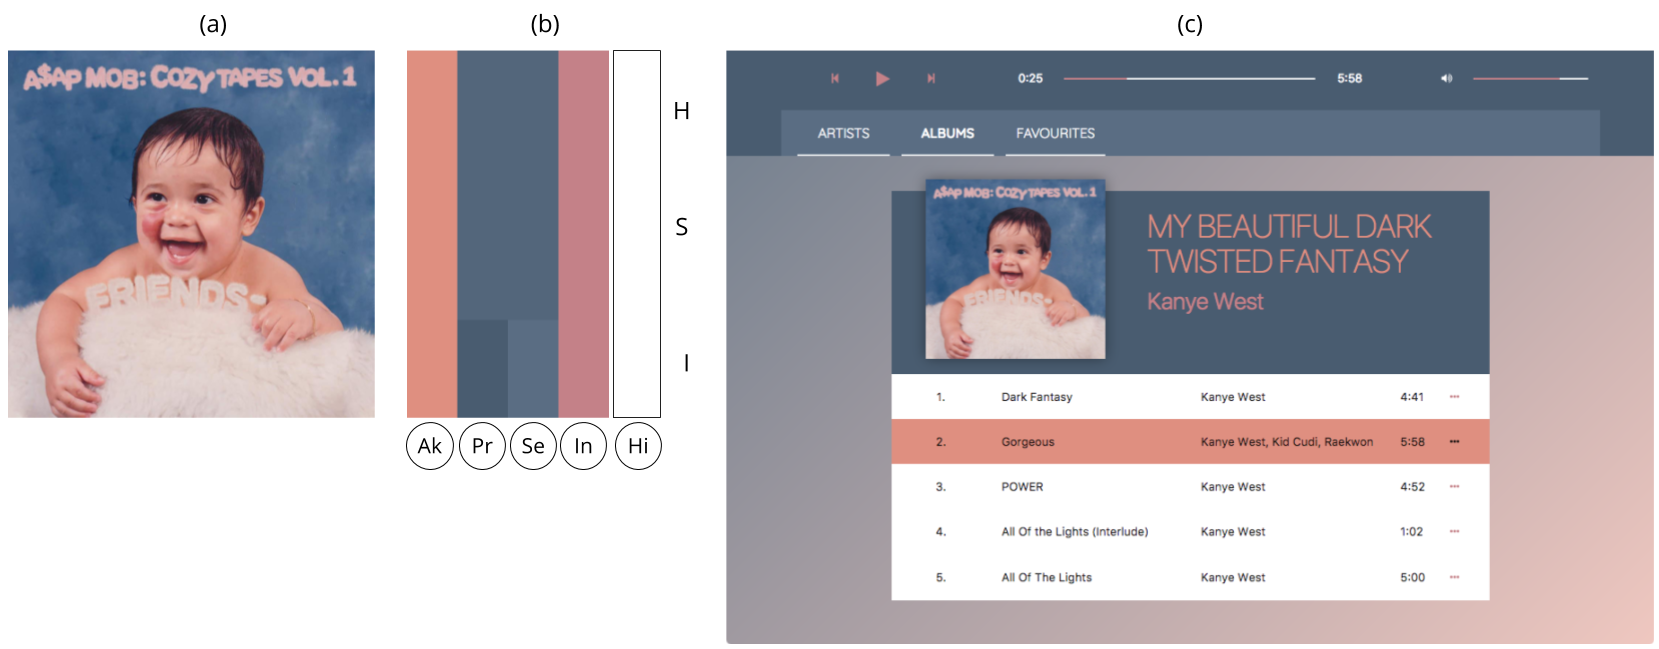 (a)
(b)
(c)
A$AP MOB: COZY TAPES VOL. 1
FRIENDS-
H
S
I
Ak Pr Se In Hi
0:25 5:58
ARTISTS ALBUMS FAVOURITES
A$AP MOB: COZY TAPES VOL. 1
FRIENDS-
MY BEAUTIFUL DARK
TWISTED FANTASY
Kanye West
1. Dark Fantasy Kanye West 4:41 ···
2. Gorgeous Kanye West, Kid Cudi, Raekwon 5:58 ···
3. POWER Kanye West 4:52 ···
4. All Of the Lights (Interlude) Kanye West 1:02 ···
5. All Of The Lights Kanye West 5:00 ···